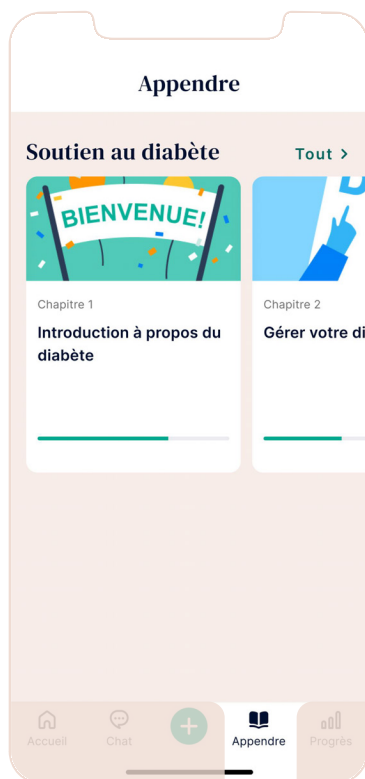 Appendre
Soutien au diabète
Tout >
BIENVENUE!
Chapitre 1
Introduction à propos du
diabète
Chapitre 2
Gérer votre di
Accueil
Chat
Appendre
Progrès